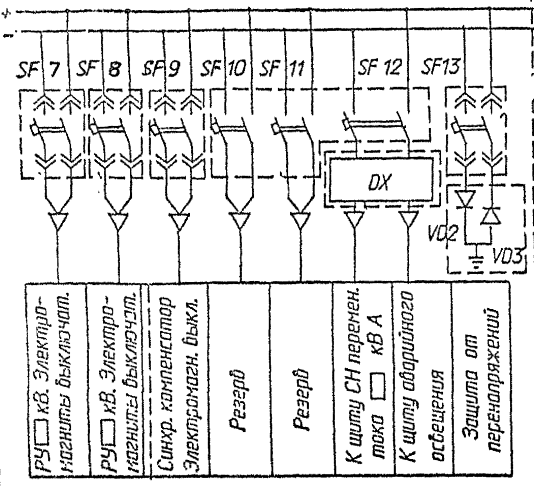 +
−
SF 7
SF 8
SF 9
SF 10
SF 11
SF 12
SF13
DX
VD2
VD3
РУ□ кВ. Электро-
магниты выключат.
РУ□ кВ. Электро-
магниты выключат.
Синхр. компенсатор
Электромагн. выкл.
Резерв
Резерв
К щиту СН перемен.
тока □ кВ А
К щиту аварийного
освещения
Защита от
перенапряжений